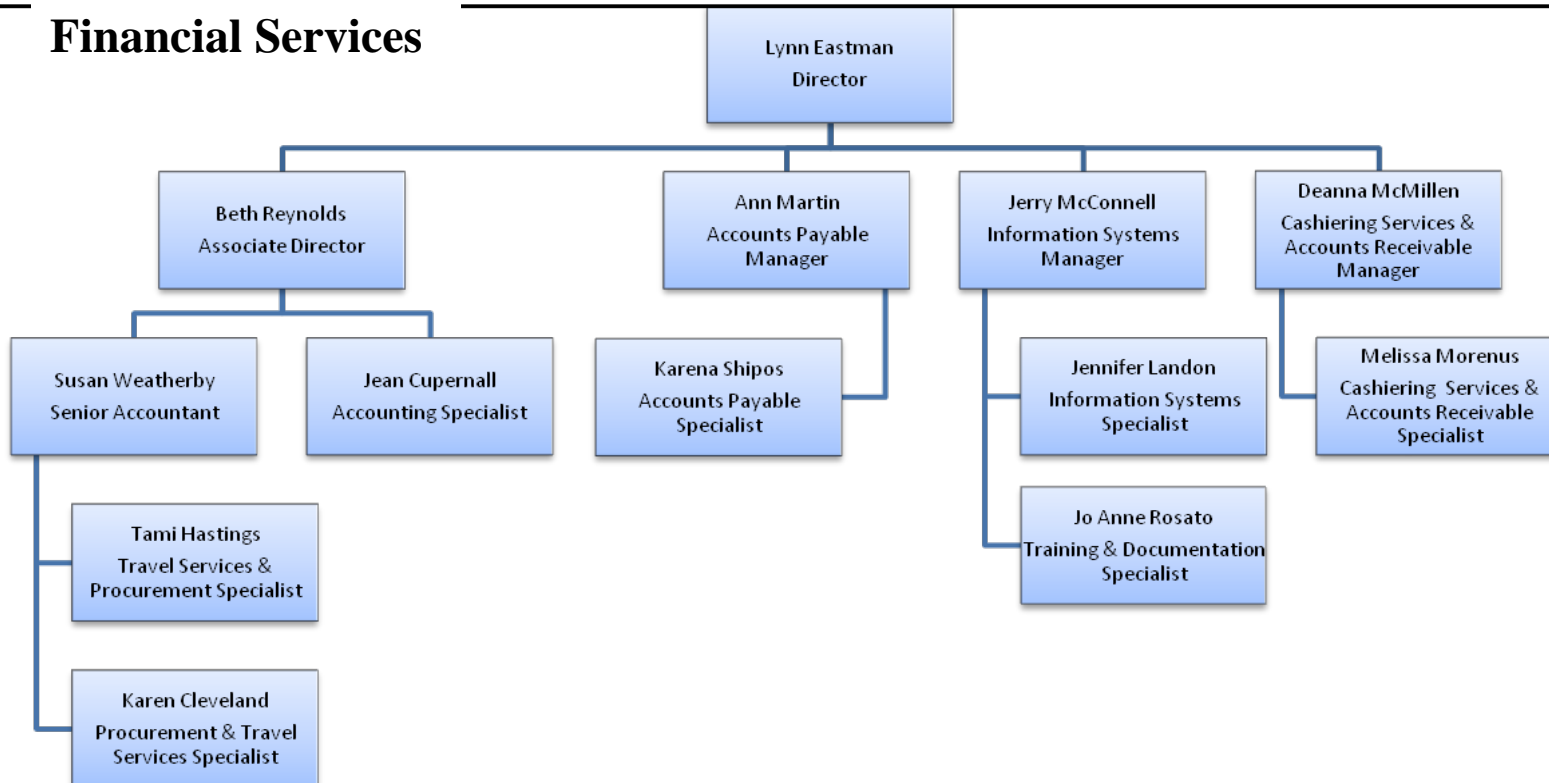 Financial Services
Lynn Eastman
Director
Beth Reynolds
Associate Director
Ann Martin
Accounts Payable
Manager
Jerry McConnell
Information Systems
Manager
Deanna McMillen
Cashiering Services &
Accounts Receivable
Manager
Susan Weatherby
Senior Accountant
Jean Cupernall
Accounting Specialist
Karena Shipos
Accounts Payable
Specialist
Jennifer Landon
Information Systems
Specialist
Melissa Morenus
Cashiering Services &
Accounts Receivable
Specialist
Tami Hastings
Travel Services &
Procurement Specialist
Jo Anne Rosato
Training & Documentation
Specialist
Karen Cleveland
Procurement & Travel
Services Specialist